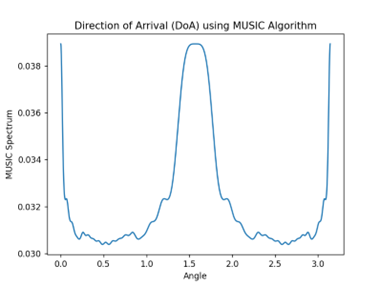 Direction of Arrival (DoA) using MUSIC Algorithm
0.038
0.036
0.034
0.032
0.030
MUSIC Spectrum
0.0 0.5 1.0 1.5 2.0 2.5 3.0
Angle